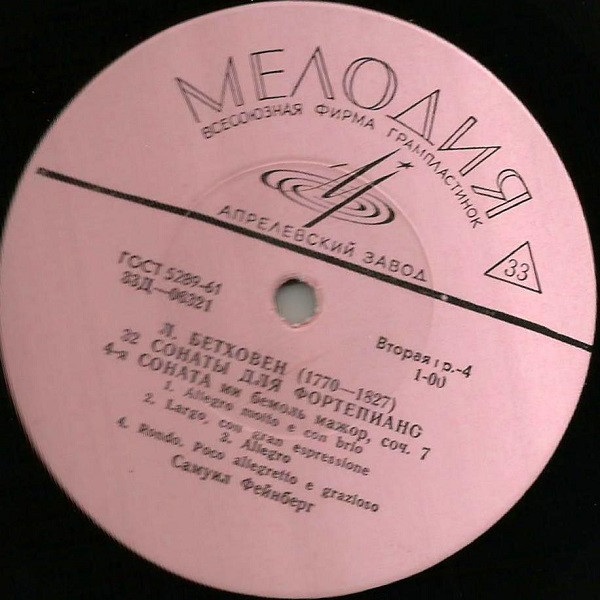 МЕЛОДИЯ
ВСЕСОЮЗНАЯ ФИРМА ГРАМПЛАСТИНОК
АПРЕЛЕВСКИЙ ЗАВОД
33
ГОСТ 5289-61
33Д—06321
Вторая гр.-4
1-00
Л. БЕТХОВЕН (1770—1827)
32 СОНАТЫ ДЛЯ ФОРТЕПИАНО
4-я СОНАТА ми бемоль мажор, соч. 7
1. Allegro molto e con brio
2. Largo, con gran espressione
3. Allegro
4. Rondo, Poco allegretto e grazioso
Самуил Фейнберг